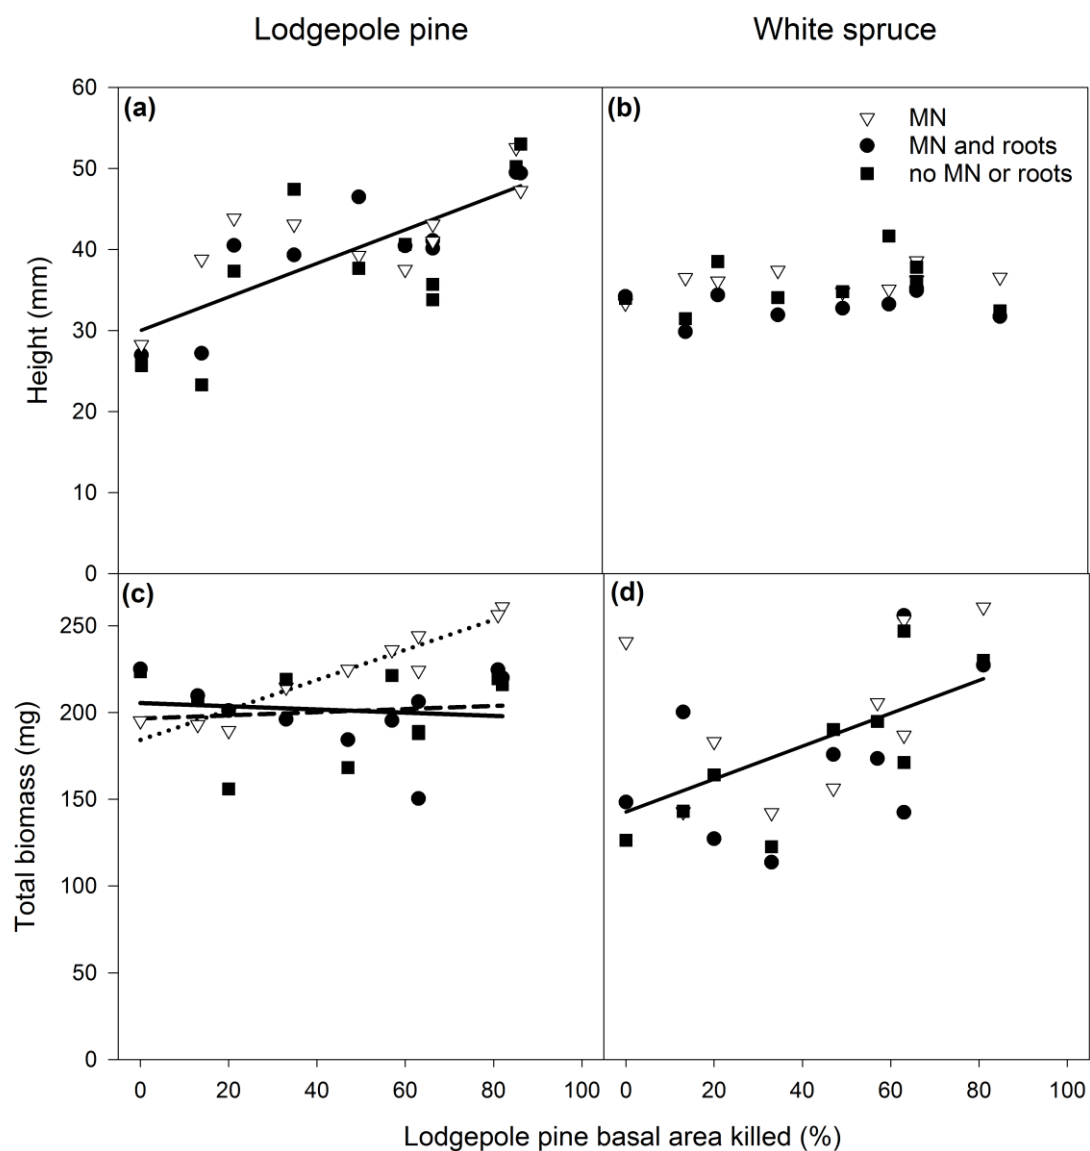 Lodgepole pine
White spruce
(a)
(b)
MN
MN and roots
no MN or roots
Height (mm)
60
50
40
30
20
10
0
(c)
(d)
Total biomass (mg)
250
200
150
100
50
0
0 20 40 60 80 100
0 20 40 60 80 100
Lodgepole pine basal area killed (%)